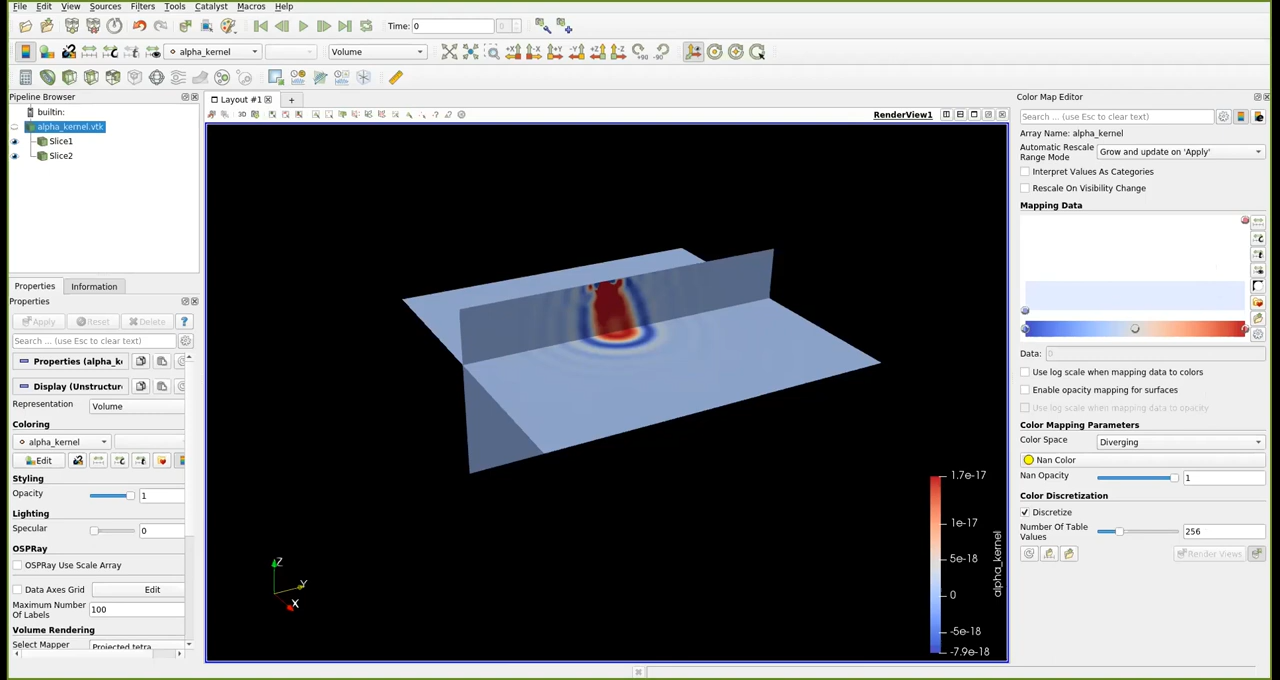 File Edit View Sources Filters Tools Catalyst Macros Help
Time: 0 0
alpha_kernel Volume +90 -90
Pipeline Browser
builtin:
alpha_kernel.vtk
Slice1
Slice2
Properties Information
Properties
Apply Reset Delete ?
Search ... (use Esc to clear text)
Properties (alpha_ke
Display (Unstructur
Representation Volume
Coloring
alpha_kernel
Edit
Styling
Opacity 1
Lighting
Specular 0
OSPRay
OSPRay Use Scale Array
Data Axes Grid Edit
Maximum Number
Of Labels 100
Volume Rendering
Select Mapper Projected tetra
Layout #1 +
3D RenderView1
1.7e-17
1e-17
5e-18
0
-5e-18
-7.9e-18
alpha_kernel
Z
Y
X
Color Map Editor
Search ... (use Esc to clear text)
Array Name: alpha_kernel
Automatic Rescale
Range Mode Grow and update on 'Apply'
Interpret Values As Categories
Rescale On Visibility Change
Mapping Data
Data: 0
Use log scale when mapping data to colors
Enable opacity mapping for surfaces
Use log scale when mapping data to opacity
Color Mapping Parameters
Color Space Diverging
Nan Color
Nan Opacity 1
Color Discretization
Discretize
Number Of Table
Values 256
Render Views